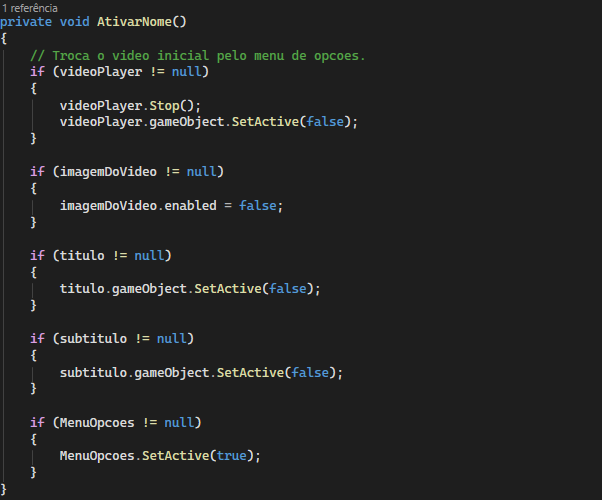 1 referência
private void AtivarNome()
{
// Troca o video inicial pelo menu de opcoes.
if (videoPlayer != null)
{
videoPlayer.Stop();
videoPlayer.gameObject.SetActive(false);
}
if (imagemDoVideo != null)
{
imagemDoVideo.enabled = false;
}
if (titulo != null)
{
titulo.gameObject.SetActive(false);
}
if (subtitulo != null)
{
subtitulo.gameObject.SetActive(false);
}
if (MenuOpcoes != null)
{
MenuOpcoes.SetActive(true);
}
}